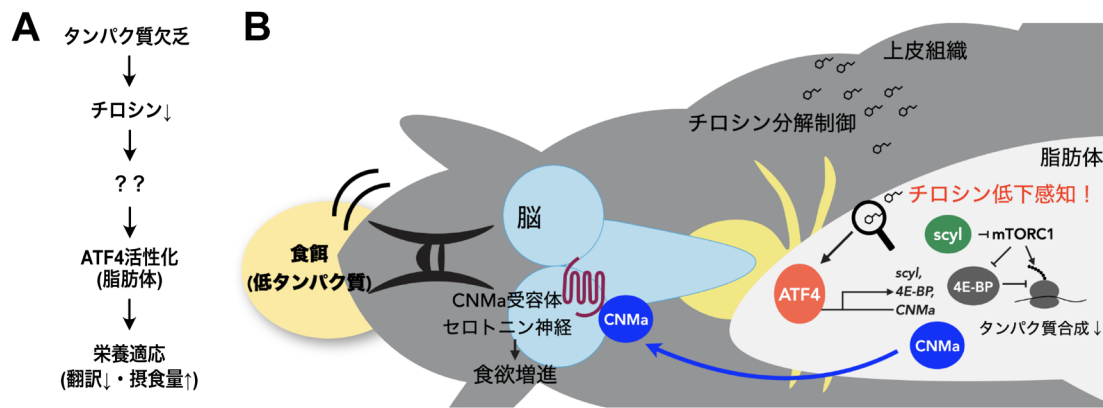 A
タンパク質欠乏
チロシン↓
??
ATF4活性化
(脂肪体)
栄養適応
(翻訳↓・摂食量↑)
B
上皮組織
チロシン分解制御
脂肪体
チロシン低下感知！
脳
食餌
(低タンパク質)
scyl
mTORC1
ATF4
scyl,
4E-BP,
CNMa
4E-BP
タンパク質合成↓
CNMa受容体
セロトニン神経
CNMa
食欲増進
CNMa